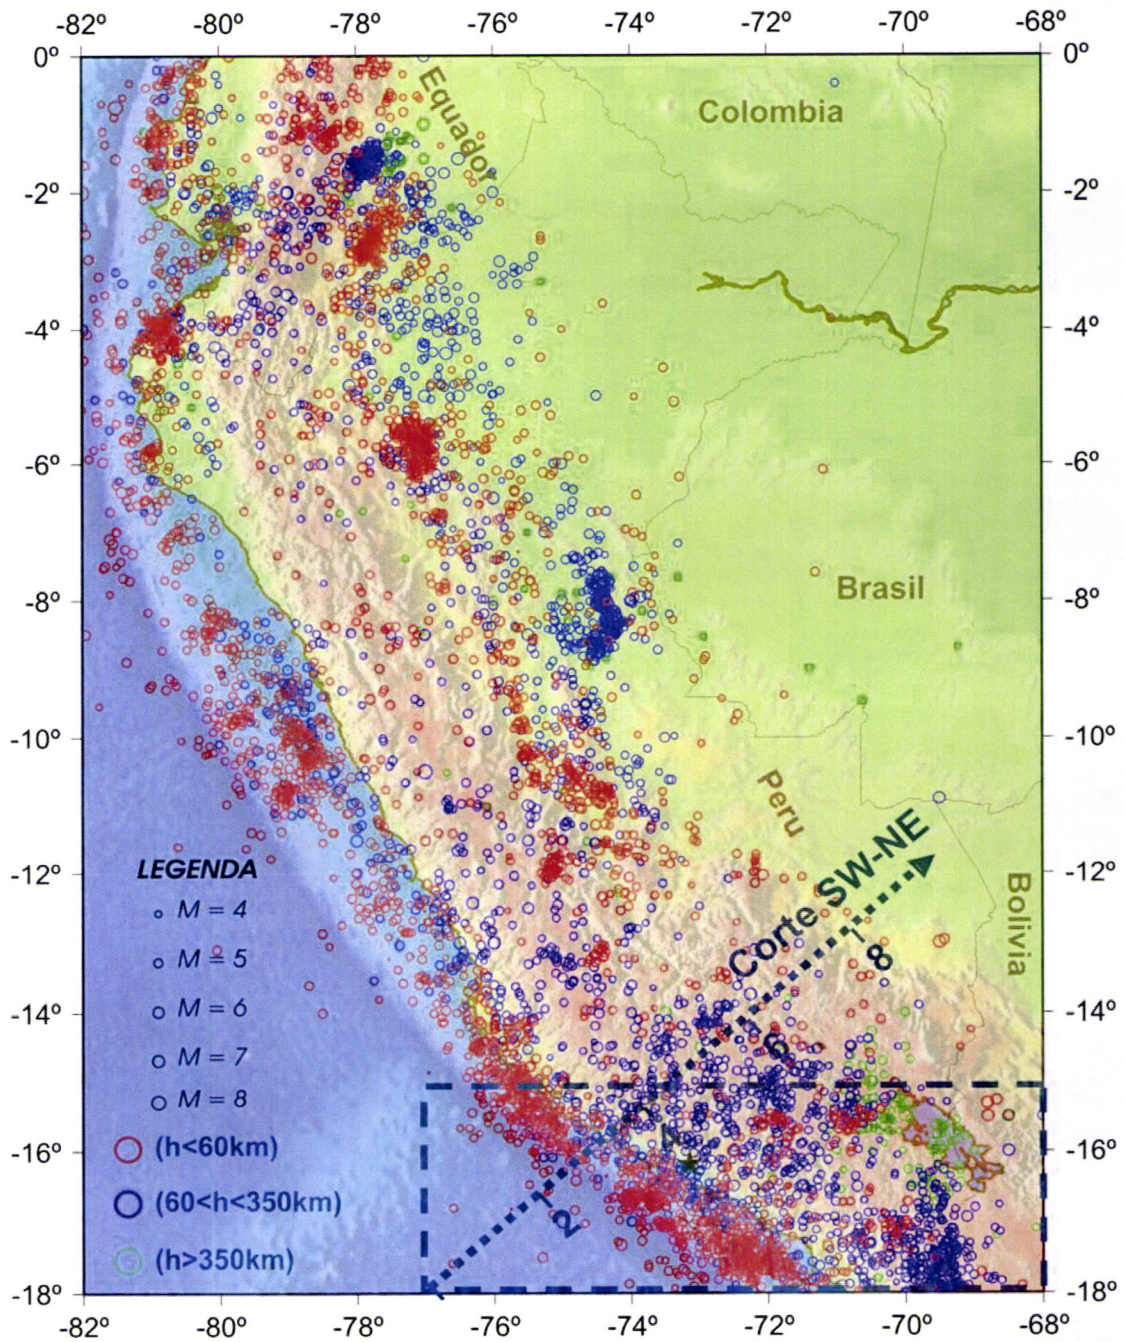 -82º -80º -78º -76º -74º -72º -70º -68º
0º 0º
Equador
Colombia
-2º -2º
-4º -4º
-6º -6º
Brasil
-8º -8º
-10º -10º
Peru
Corte SW-NE
LEGENDA
-12º -12º
M = 4
Bolivia
M = 5
8
M = 6
-14º -14º
6
M = 7
M = 8
4
(h<60km)
-16º -16º
(60<h<350km)
2
(h>350km)
-18º -18º
-82º -80º -78º -76º -74º -72º -70º -68º